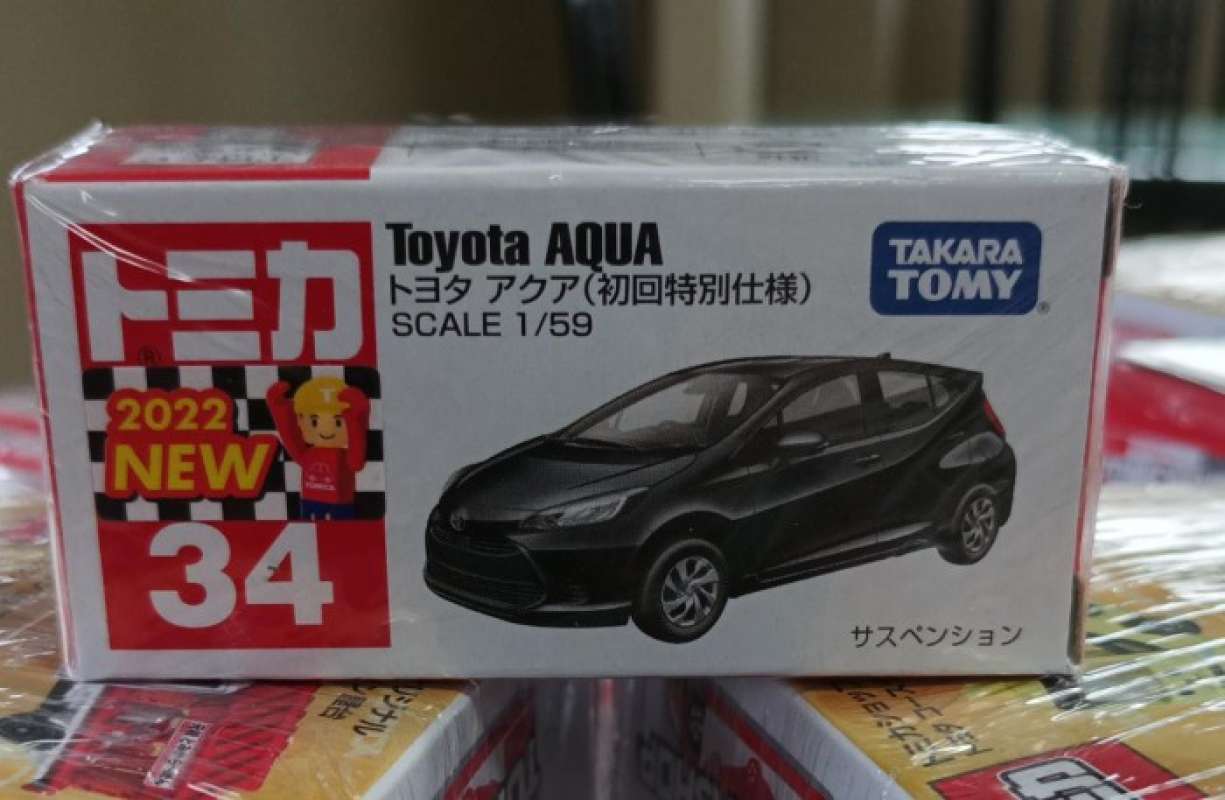 トミカ
®
2022
NEW
34
Toyota AQUA
トヨタ アクア(初回特別仕様)
SCALE 1/59
TAKARA
TOMY®
サスペンション